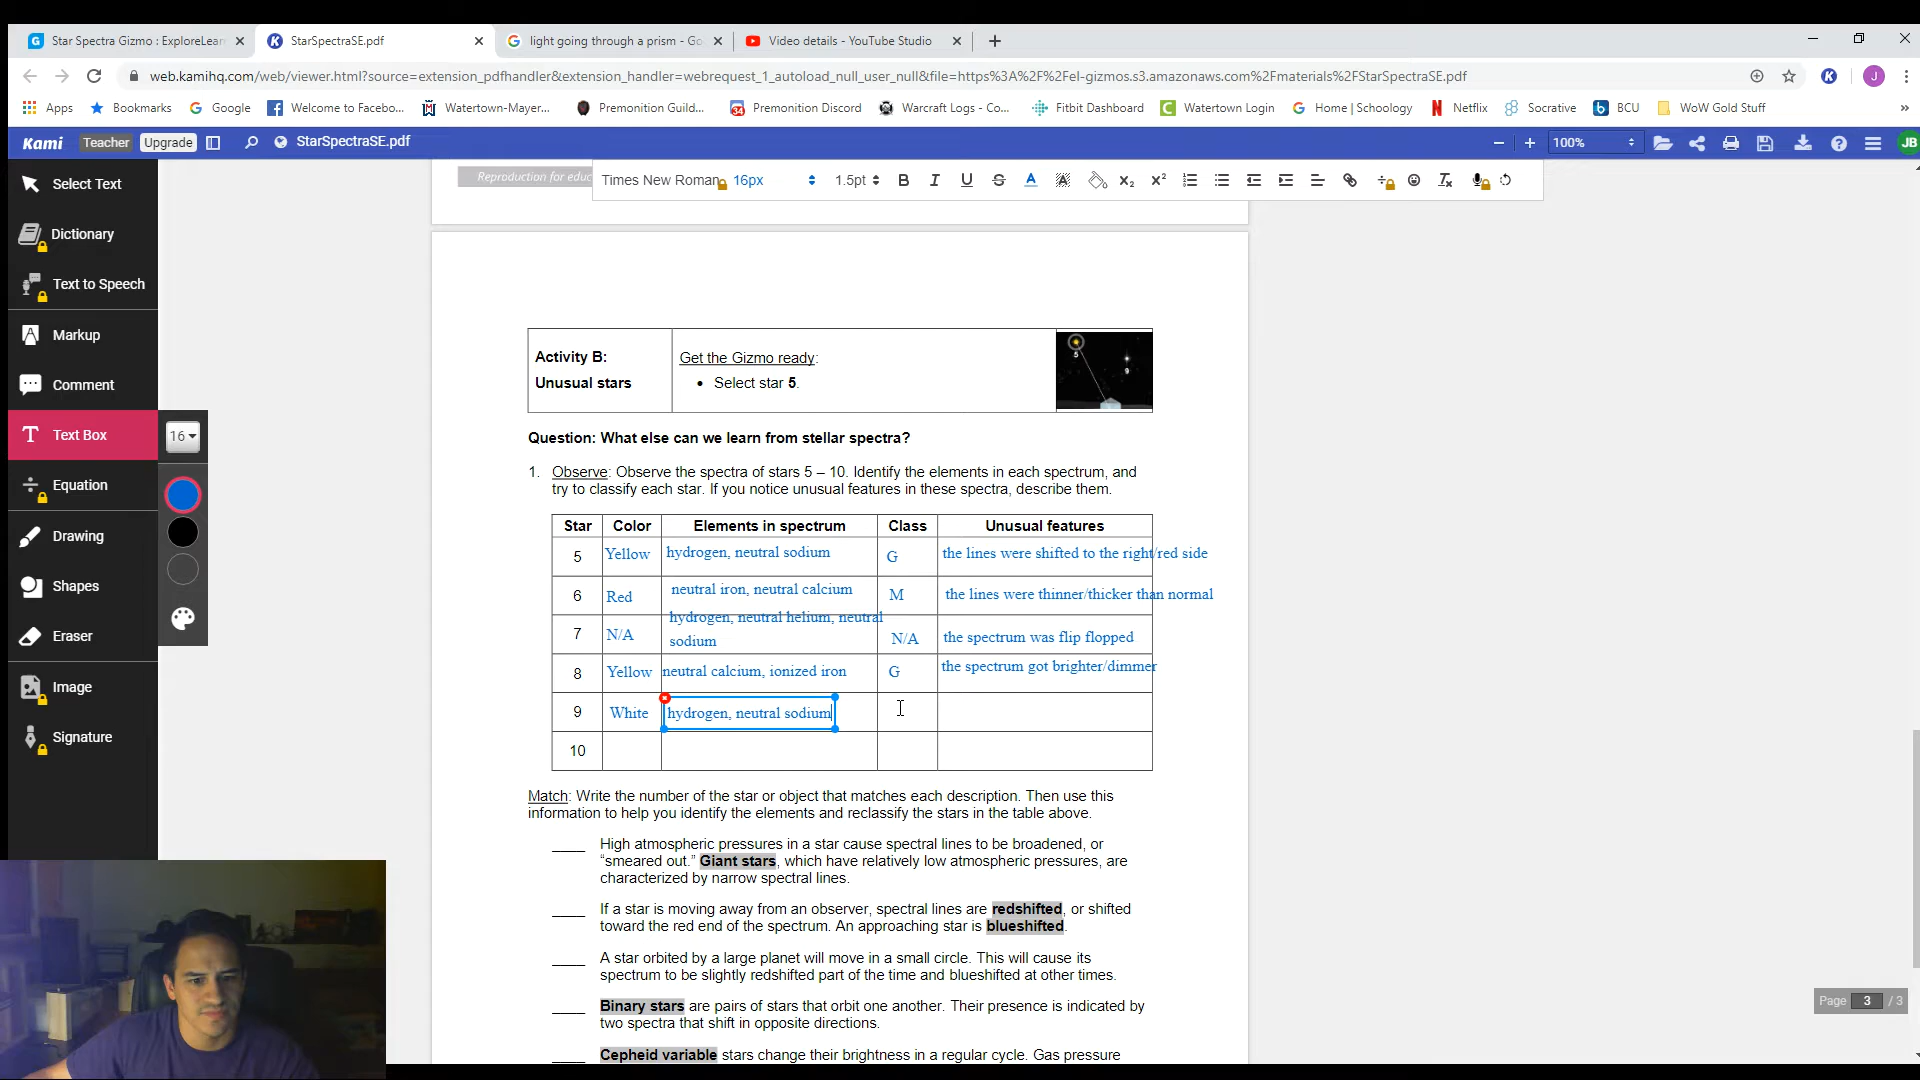 Star Spectra Gizmo : ExploreLear
StarSpectraSE.pdf
light going through a prism - Go
Video details - YouTube Studio
web.kamihq.com/web/viewer.html?source=extension_pdfhandler&extension_handler=webrequest_1_autoload_null_user_null&file=https%3A%2F%2Fel-gizmos.s3.amazonaws.com%2Fmaterials%2FStarSpectraSE.pdf
J
Apps Bookmarks Google Welcome to Facebo... Watertown-Mayer... Premonition Guild... Premonition Discord Warcraft Logs - Co... Fitbit Dashboard Watertown Login Home | Schoology Netflix Socrative BCU WoW Gold Stuff »
Kami Teacher Upgrade StarSpectraSE.pdf 100% JB
Reproduction for educ
Times New Roman 16px 1.5pt B I U S A
Select Text
Dictionary
Text to Speech
Markup
Comment
Text Box
16
Equation
Drawing
Shapes
Eraser
Image
Signature
Activity B:
Unusual stars
Get the Gizmo ready:
• Select star 5.
5
9
Question: What else can we learn from stellar spectra?
1. Observe: Observe the spectra of stars 5 – 10. Identify the elements in each spectrum, and
try to classify each star. If you notice unusual features in these spectra, describe them.
Star Color Elements in spectrum Class Unusual features
5 Yellow hydrogen, neutral sodium G the lines were shifted to the right/red side
6 Red neutral iron, neutral calcium M the lines were thinner/thicker than normal
7 N/A hydrogen, neutral helium, neutral
sodium N/A the spectrum was flip flopped
8 Yellow neutral calcium, ionized iron G the spectrum got brighter/dimmer
9 White hydrogen, neutral sodium
10
Match: Write the number of the star or object that matches each description. Then use this
information to help you identify the elements and reclassify the stars in the table above.
____ High atmospheric pressures in a star cause spectral lines to be broadened, or
“smeared out.” Giant stars, which have relatively low atmospheric pressures, are
characterized by narrow spectral lines.
____ If a star is moving away from an observer, spectral lines are redshifted, or shifted
toward the red end of the spectrum. An approaching star is blueshifted.
____ A star orbited by a large planet will move in a small circle. This will cause its
spectrum to be slightly redshifted part of the time and blueshifted at other times.
____ Binary stars are pairs of stars that orbit one another. Their presence is indicated by
two spectra that shift in opposite directions.
____ Cepheid variable stars change their brightness in a regular cycle. Gas pressure
Page 3 / 3